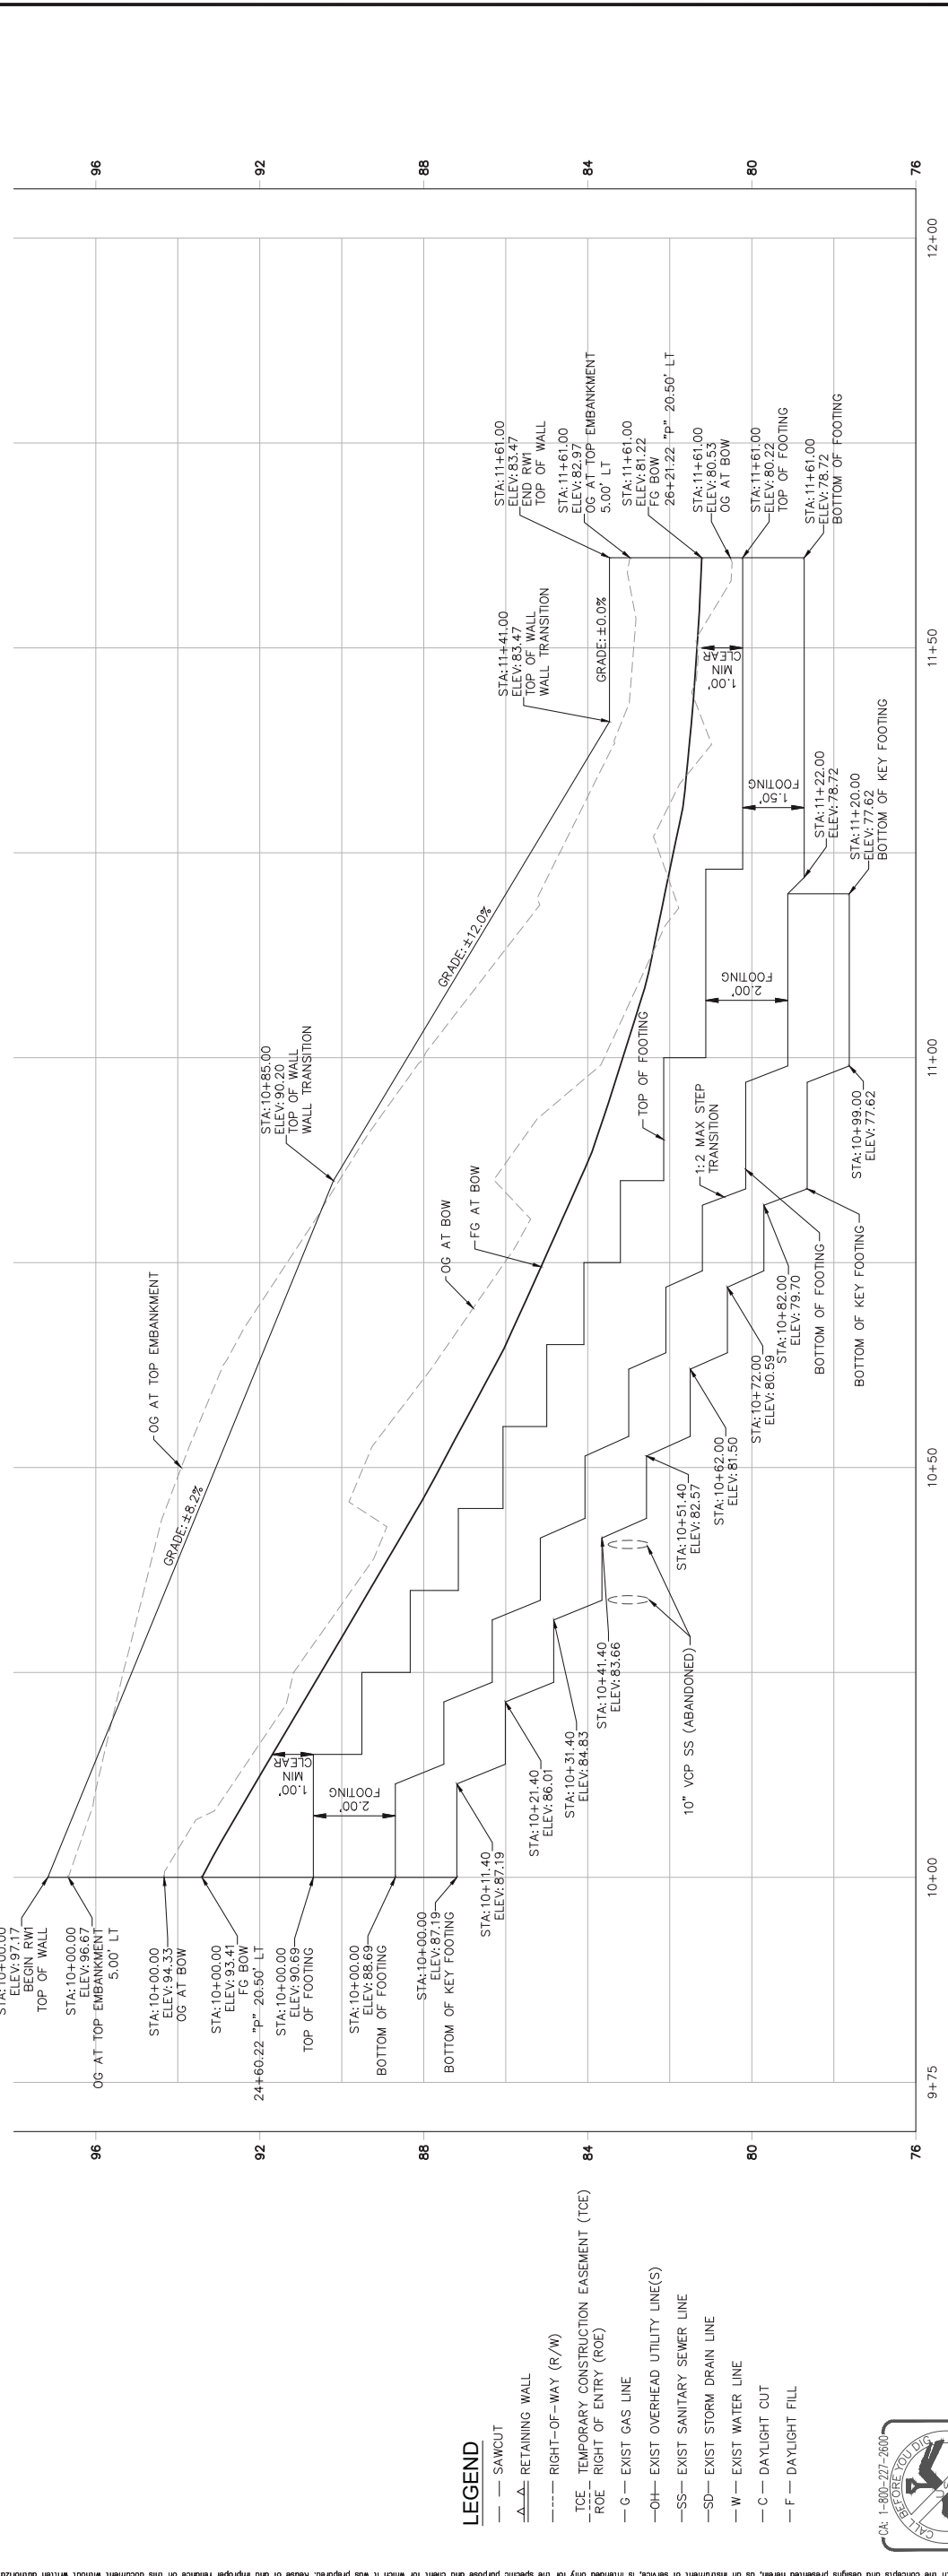 96
92
88
84
80
76
96
92
88
84
80
76
9+75
10+00
10+50
11+00
11+50
12+00
ELEV:97.17
BEGIN RW1
TOP OF WALL
STA:10+00.00
ELEV:96.67
OG AT TOP EMBANKMENT
5.00' LT
STA:10+00.00
ELEV:94.33
OG AT BOW
STA:10+00.00
ELEV:93.41
FG BOW
24+60.22 "P" 20.50' LT
STA:10+00.00
ELEV:90.69
TOP OF FOOTING
STA:10+00.00
ELEV:88.69
BOTTOM OF FOOTING
STA:10+00.00
ELEV:87.19
BOTTOM OF KEY FOOTING
STA:10+11.40
ELEV:87.19
STA:10+21.40
ELEV:86.01
STA:10+31.40
ELEV:84.83
STA:10+41.40
ELEV:83.66
10" VCP SS (ABANDONED)
STA:10+51.40
ELEV:82.57
STA:10+62.00
ELEV:81.50
STA:10+72.00
ELEV:80.59
STA:10+82.00
ELEV:79.70
BOTTOM OF FOOTING
BOTTOM OF KEY FOOTING
STA:10+99.00
ELEV:77.62
1.00'
MIN
CLEAR
2.00'
FOOTING
GRADE:±8.2%
OG AT TOP EMBANKMENT
OG AT BOW
FG AT BOW
STA:10+85.00
ELEV:90.20
TOP OF WALL
WALL TRANSITION
GRADE:±12.0%
TOP OF FOOTING
1:2 MAX STEP
TRANSITION
2.00'
FOOTING
STA:11+41.00
ELEV:83.47
TOP OF WALL
WALL TRANSITION
GRADE:±0.0%
1.00'
MIN
CLEAR
1.50'
FOOTING
STA:11+22.00
ELEV:78.72
STA:11+20.00
ELEV:77.62
BOTTOM OF KEY FOOTING
STA:11+61.00
ELEV:83.47
END RW1
TOP OF WALL
STA:11+61.00
ELEV:82.97
OG AT TOP EMBANKMENT
5.00' LT
STA:11+61.00
ELEV:81.22
FG BOW
26+21.22 "P" 20.50' LT
STA:11+61.00
ELEV:80.53
OG AT BOW
STA:11+61.00
ELEV:80.22
TOP OF FOOTING
STA:11+61.00
ELEV:78.72
BOTTOM OF FOOTING
LEGEND
SAWCUT
RETAINING WALL
RIGHT-OF-WAY (R/W)
TCE TEMPORARY CONSTRUCTION EASEMENT (TCE)
ROE RIGHT OF ENTRY (ROE)
G EXIST GAS LINE
OH EXIST OVERHEAD UTILITY LINE(S)
SS EXIST SANITARY SEWER LINE
SD EXIST STORM DRAIN LINE
W EXIST WATER LINE
C DAYLIGHT CUT
F DAYLIGHT FILL
CA: 1-800-227-2600
CALL BEFORE YOU DIG